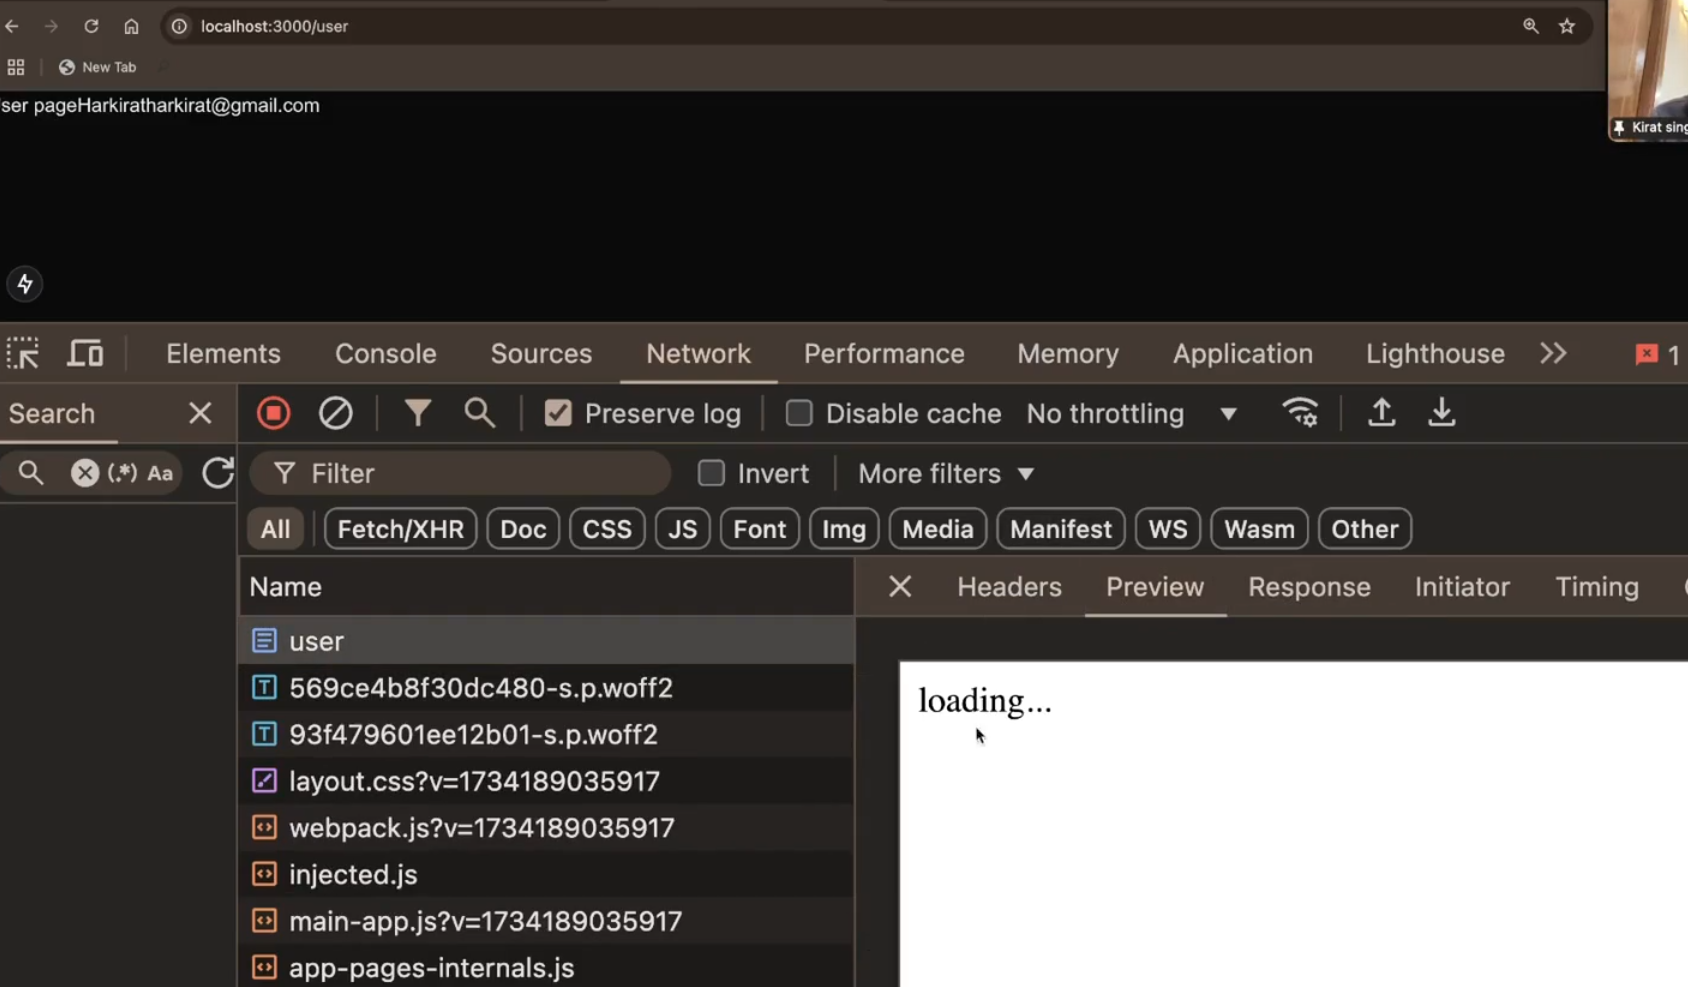 localhost:3000/user
New Tab
ser pageHarkiratharkirat@gmail.com
Kirat sing
Elements Console Sources Network Performance Memory Application Lighthouse 1
Search Preserve log Disable cache No throttling
(.*) Aa Filter Invert More filters
All Fetch/XHR Doc CSS JS Font Img Media Manifest WS Wasm Other
Name Headers Preview Response Initiator Timing
user
569ce4b8f30dc480-s.p.woff2
loading...
93f479601ee12b01-s.p.woff2
layout.css?v=1734189035917
webpack.js?v=1734189035917
injected.js
main-app.js?v=1734189035917
app-pages-internals.js